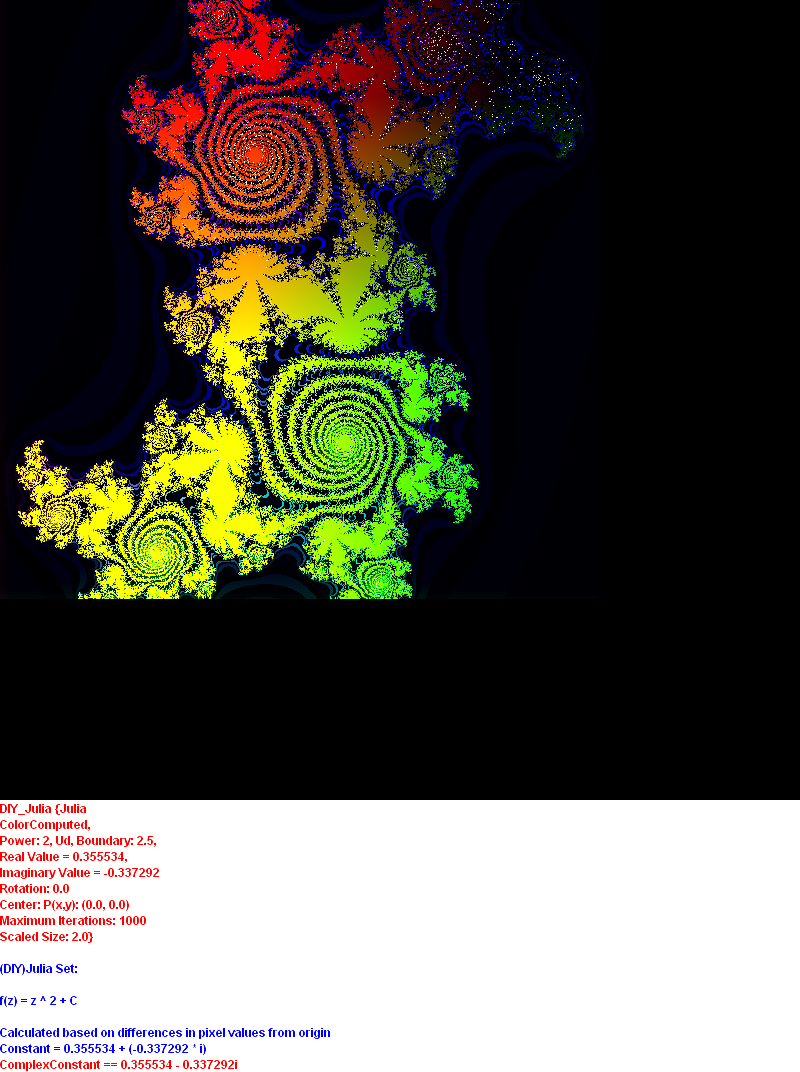 DIY_Julia {Julia
ColorComputed,
Power: 2, Ud, Boundary: 2.5,
Real Value = 0.355534,
Imaginary Value = -0.337292
Rotation: 0.0
Center: P(x,y): (0.0, 0.0)
Maximum Iterations: 1000
Scaled Size: 2.0}
(DIY)Julia Set:
f(z) = z ^ 2 + C
Calculated based on differences in pixel values from origin
Constant = 0.355534 + (-0.337292 * i)
ComplexConstant == 0.355534 - 0.337292i